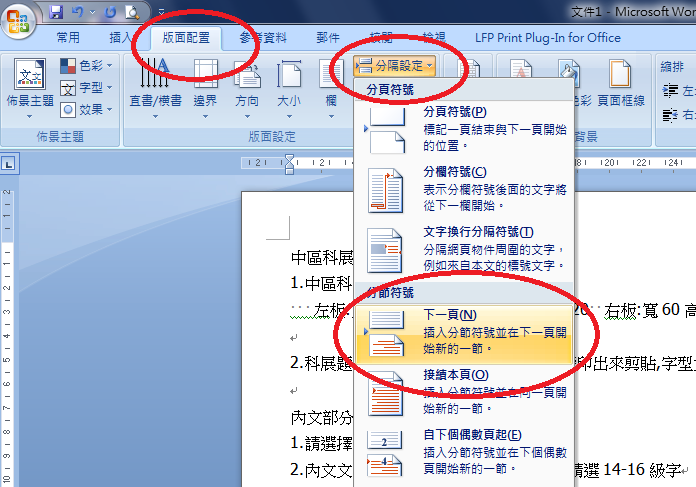 文件1 - Microsoft Wor
常用 插入 版面配置 參考資料 郵件 校閱 檢視 LFP Print Plug-In for Office
佈景主題 色彩 字型 效果
直書/橫書 邊界 方向 大小 欄
分隔設定
色彩 頁面框線
縮排
左
右
佈景主題 版面設定 背景
分頁符號
分頁符號(P)
標記一頁結束與下一頁開始
的位置。
分欄符號(C)
表示分欄符號後面的文字將
從下一欄開始。
文字換行分隔符號(T)
分隔網頁物件周圍的文字,
例如來自本文的標號文字。
分節符號
下一頁(N)
插入分節符號並在下一頁開
始新的一節。
接續本頁(O)
插入分節符號並在同一頁開
始新的一節。
自下個偶數頁起(E)
插入分節符號並在下個偶數
頁開始新的一節。
中區科展
1.中區科
左板: 20 右板:寬 60 高
2.科展題 印出來剪貼,字型
內文部分
1.請選擇
2.內文文 請選 14-16 級字